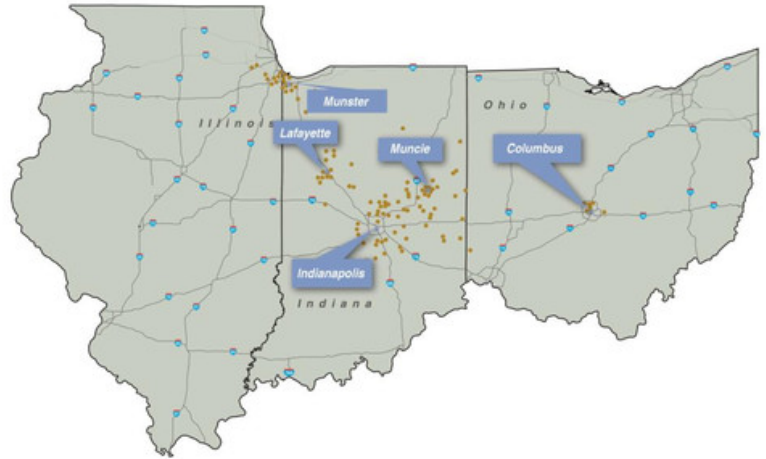 Munster
Ohio
Illinois
Lafayette
Muncie
Columbus
Indianapolis
Indiana